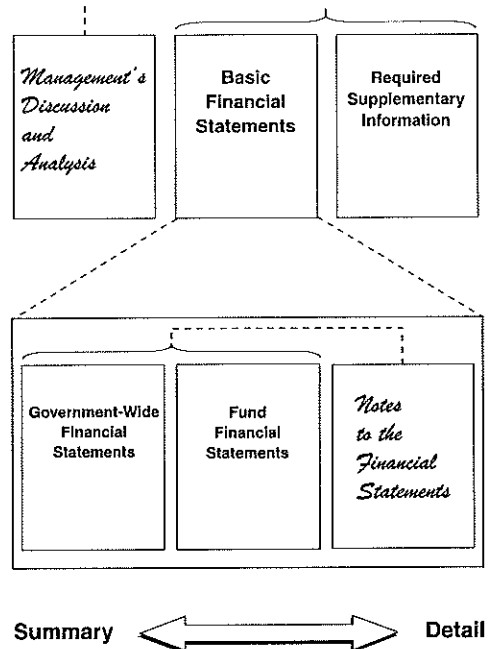 Management's
Discussion
and
Analysis
Basic
Financial
Statements
Required
Supplementary
Information
Government-Wide
Financial
Statements
Fund
Financial
Statements
Notes
to the
Financial
Statements
Summary
Detail